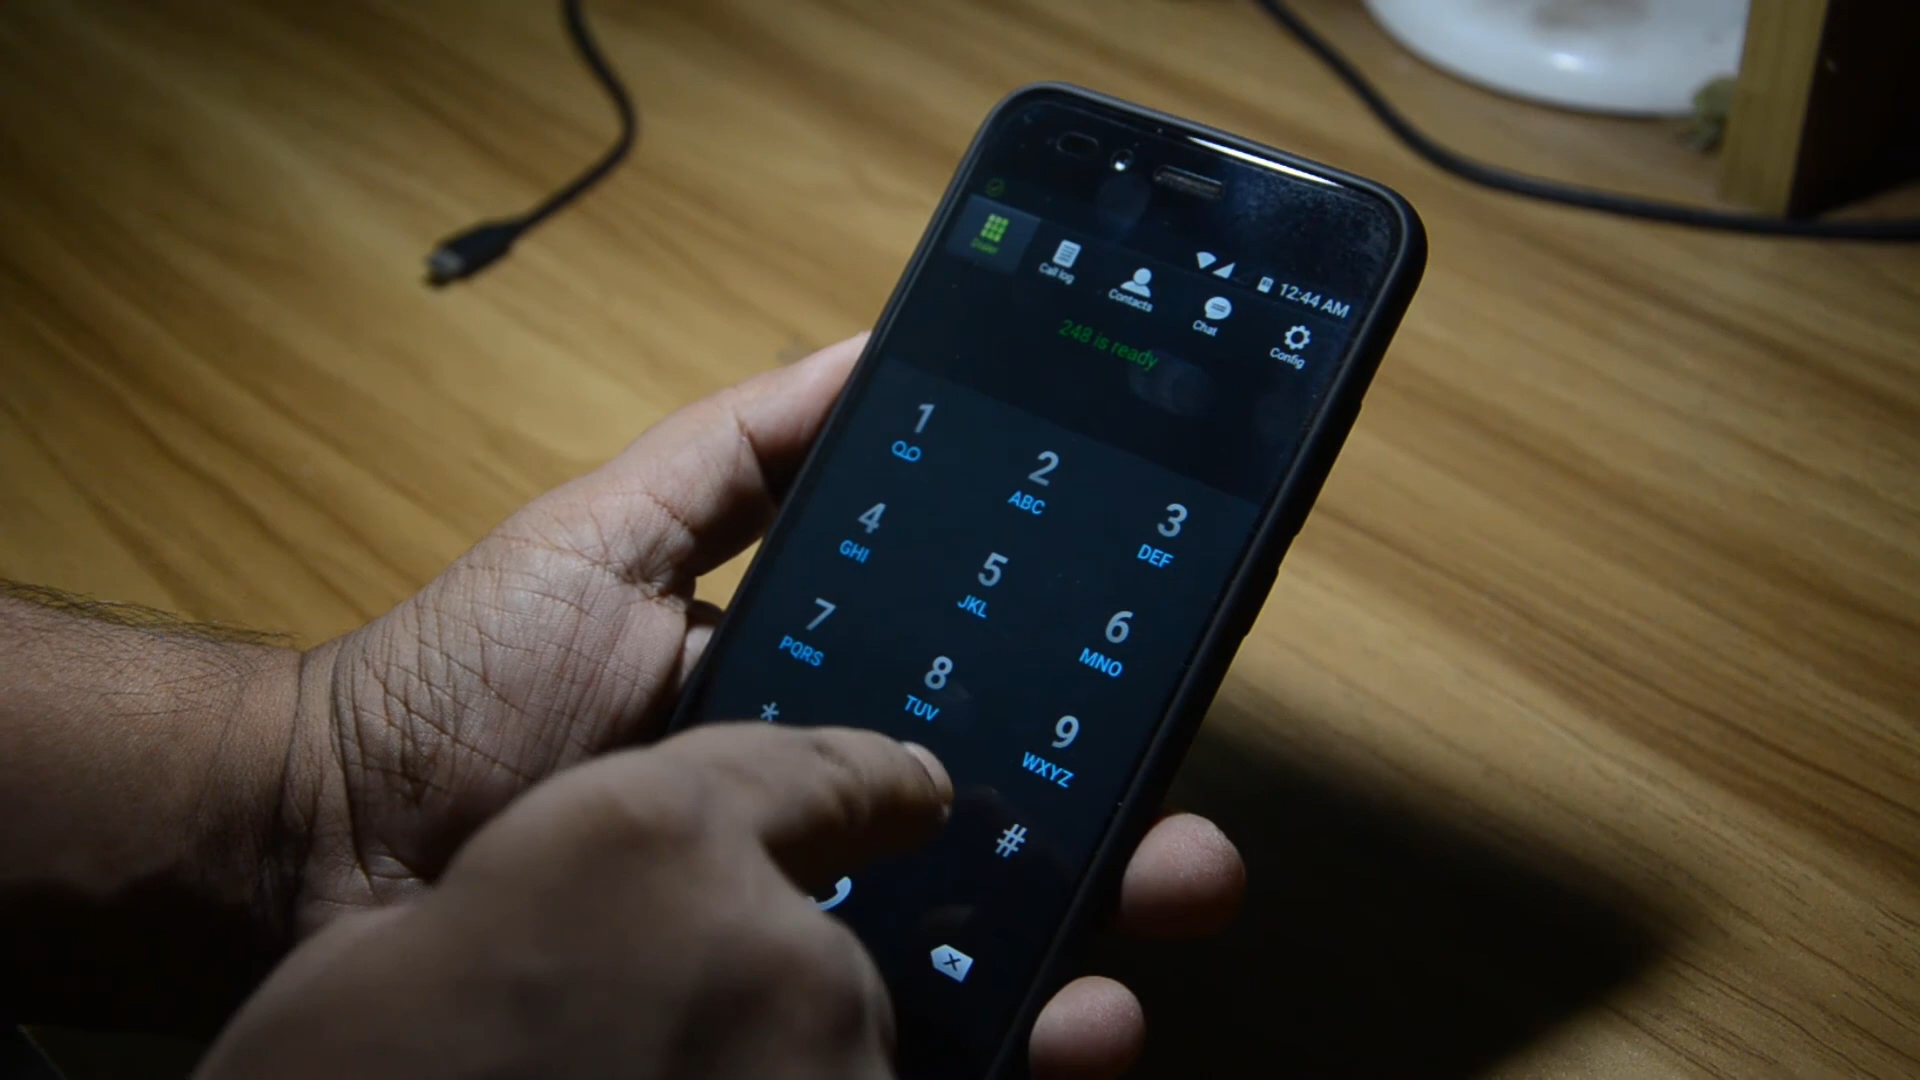 12:44 AM
Dialer
Call log
Contacts
Chat
Config
248 is ready
1
2
ABC
3
DEF
4
GHI
5
JKL
6
MNO
7
PQRS
8
TUV
9
WXYZ
*
#